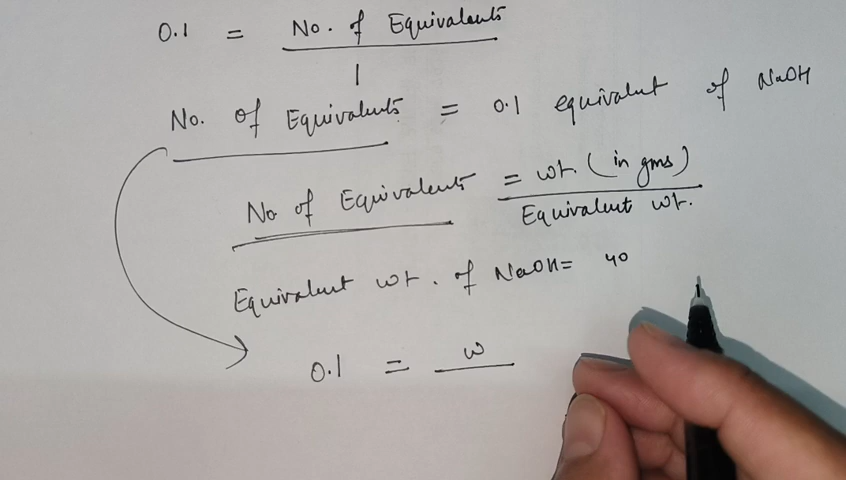 0.1 = No. of Equivalents
1
No. of Equivalents = 0.1 equivalent of NaOH
No of Equivalents = wt. (in gms)
Equivalent wt.
Equivalent wt. of NaOH = 40
0.1 = w